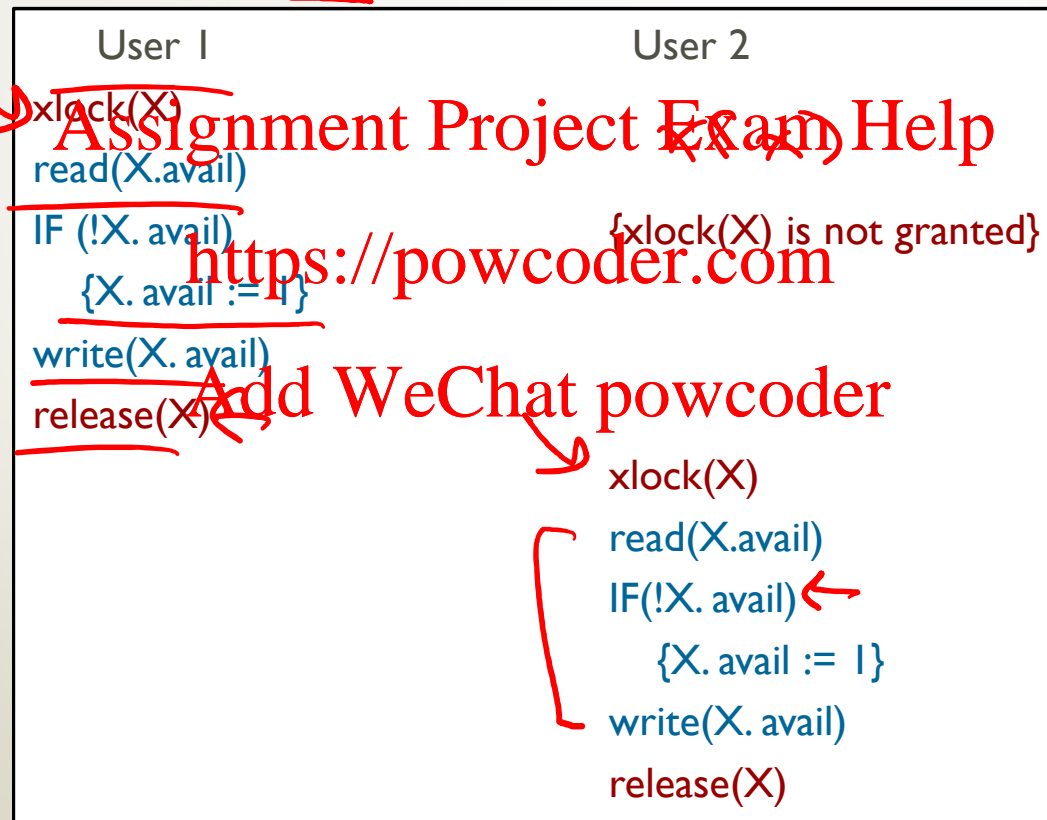 User 1
User 2
xlock(X)
Assignment Project Exam Help
read(X.avail)
IF (!X. avail)
{xlock(X) is not granted}
https://powcoder.com
{X. avail := 1}
write(X. avail)
Add WeChat powcoder
release(X)
xlock(X)
read(X.avail)
IF(!X. avail)
{X. avail := 1}
write(X. avail)
release(X)